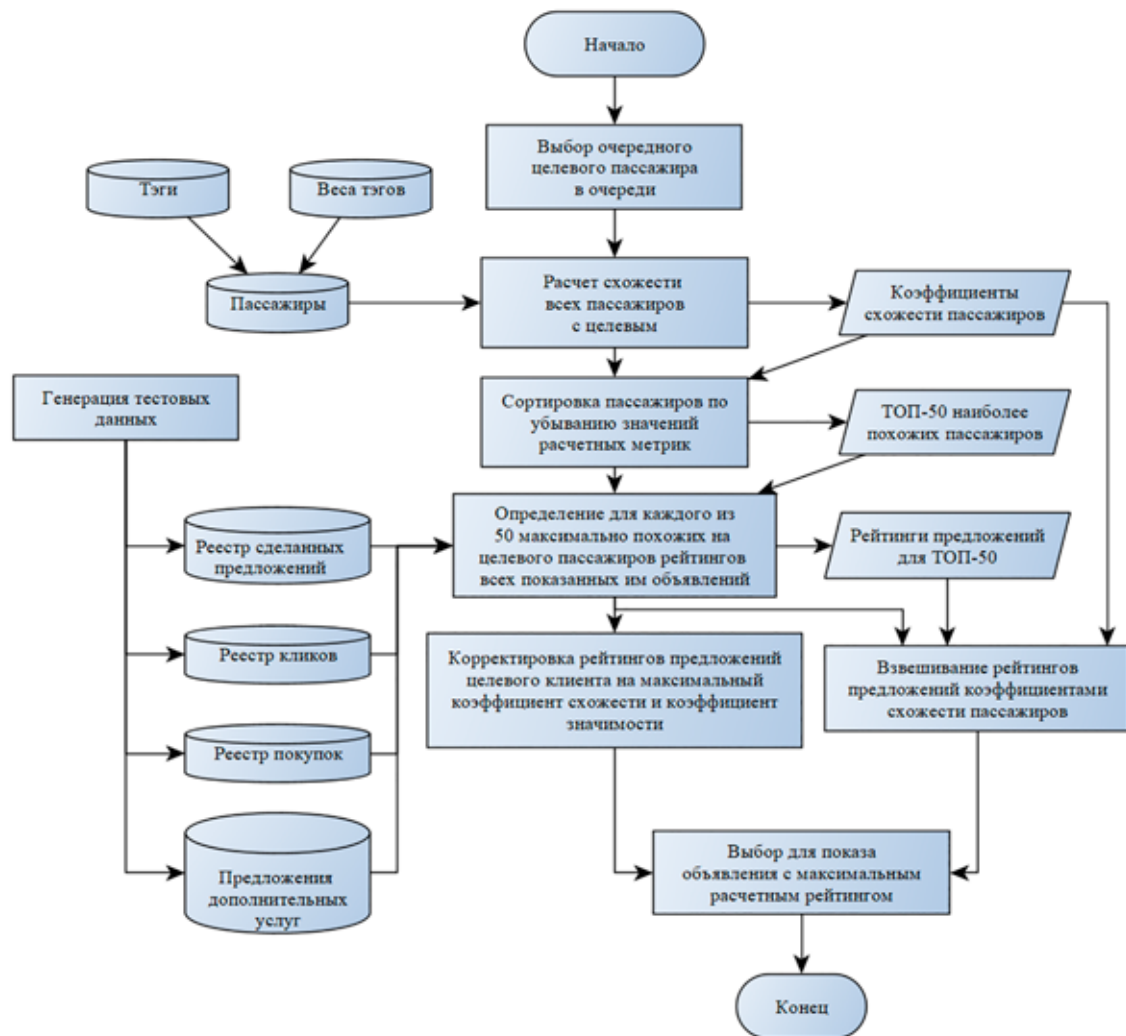 Начало
Выбор очередного
целевого пассажира
в очереди
Тэги
Веса тэгов
Пассажиры
Расчет схожести
всех пассажиров
с целевым
Коэффициенты
схожести пассажиров
Генерация тестовых
данных
Сортировка пассажиров по
убыванию значений
расчетных метрик
ТОП-50 наиболее
похожих пассажиров
Реестр сделанных
предложений
Определение для каждого из
50 максимально похожих на
целевого пассажиров рейтингов
всех показанных им объявлений
Рейтинги предложений
для ТОП-50
Реестр кликов
Корректировка рейтингов предложений
целевого клиента на максимальный
коэффициент схожести и коэффициент
значимости
Взвешивание рейтингов
предложений коэффициентами
схожести пассажиров
Реестр покупок
Предложения
дополнительных
услуг
Выбор для показа
объявления с максимальным
расчетным рейтингом
Конец